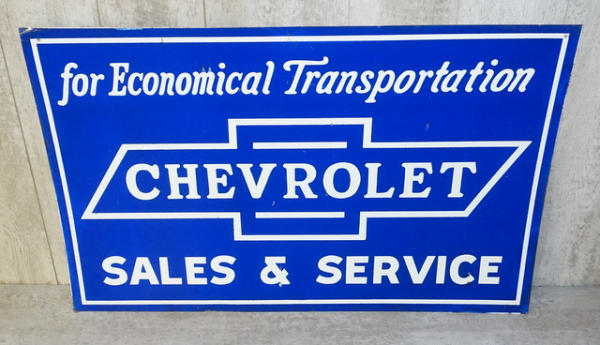 for Economical Transportation
CHEVROLET
SALES & SERVICE